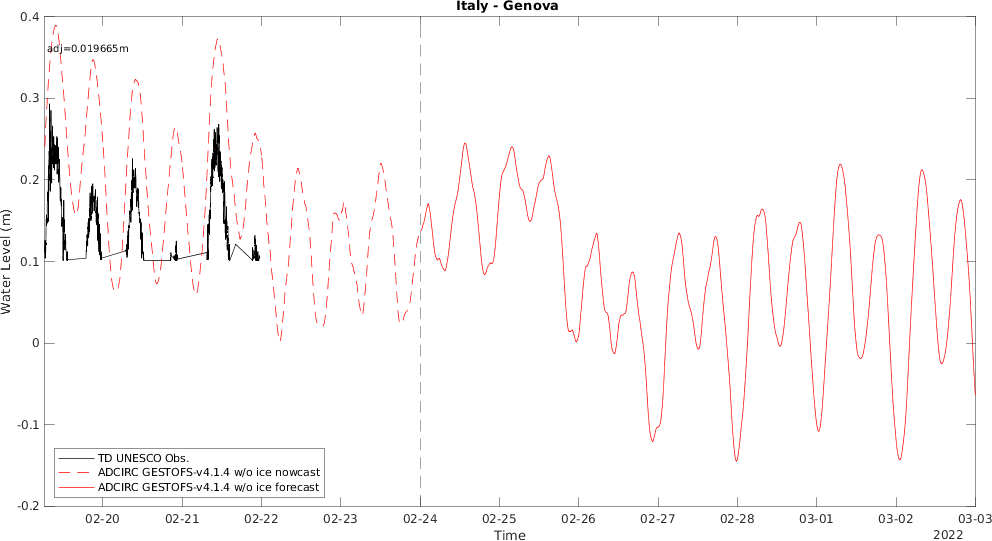 Italy - Genova
adj=0.019665m
0.4
0.3
0.2
0.1
0
-0.1
-0.2
Water Level (m)
TD UNESCO Obs.
ADCIRC GESTOFS-v4.1.4 w/o ice nowcast
ADCIRC GESTOFS-v4.1.4 w/o ice forecast
02-20 02-21 02-22 02-23 02-24 02-25 02-26 02-27 02-28 03-01 03-02 03-03
Time
2022